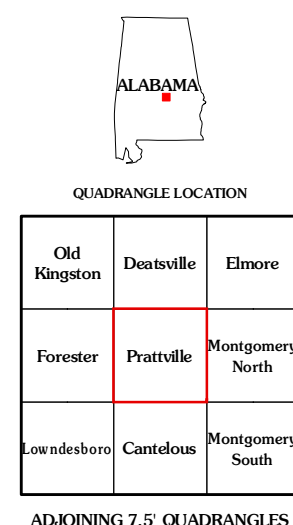 ALABAMA
QUADRANGLE LOCATION
Old
Kingston
Deatsville
Elmore
Forester
Prattville
Montgomery
North
Lowndesboro
Cantelous
Montgomery
South
ADJOINING 7.5' QUADRANGLES